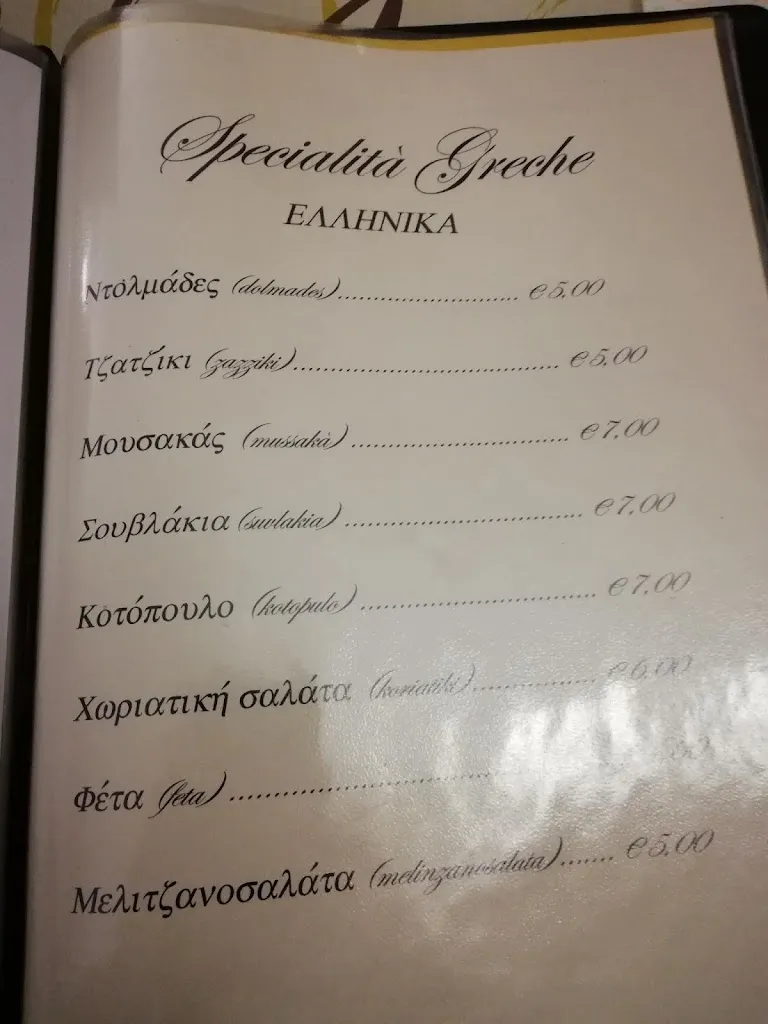 Specialità Greche
ΕΛΛΗΝΙΚΑ
Ντολμάδες (dolmades)............................... € 5,00
Τζατζικι (zazziki)............................................. € 5,00
Μουσακάς (mussakà) .................................... € 7,00
Σουβλάκια (suvlakia) ........................................ € 7,00
Κοτόπουλο (kotopulo) ........................................ € 7,00
Χωριατική σαλάτα (koriatiki)..................... € 6,00
Φέτα (feta) ................................................
Μελιτζανοσαλάτα (melinzanosalata)....... € 5,00